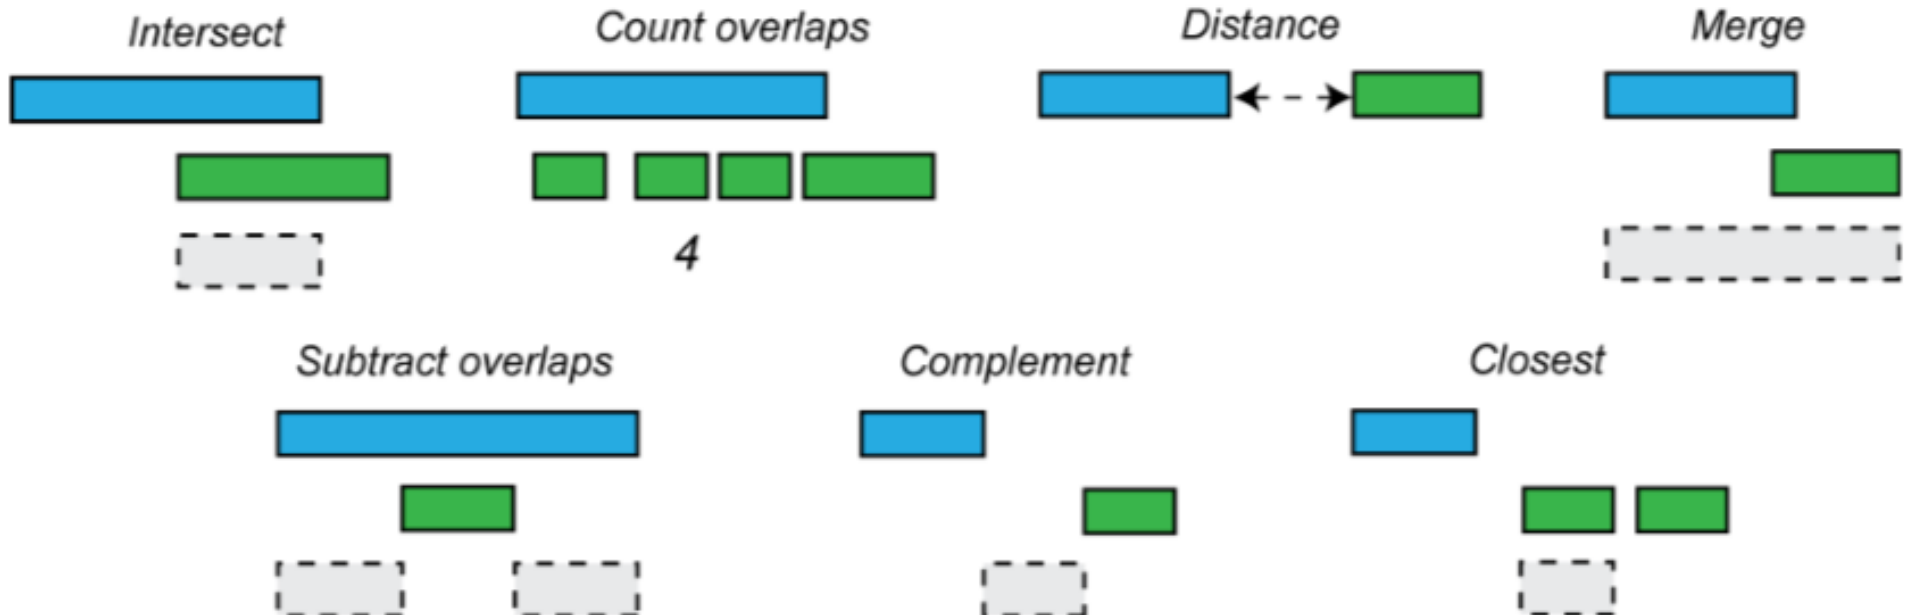 Intersect
Count overlaps
Distance
Merge
4
Subtract overlaps
Complement
Closest